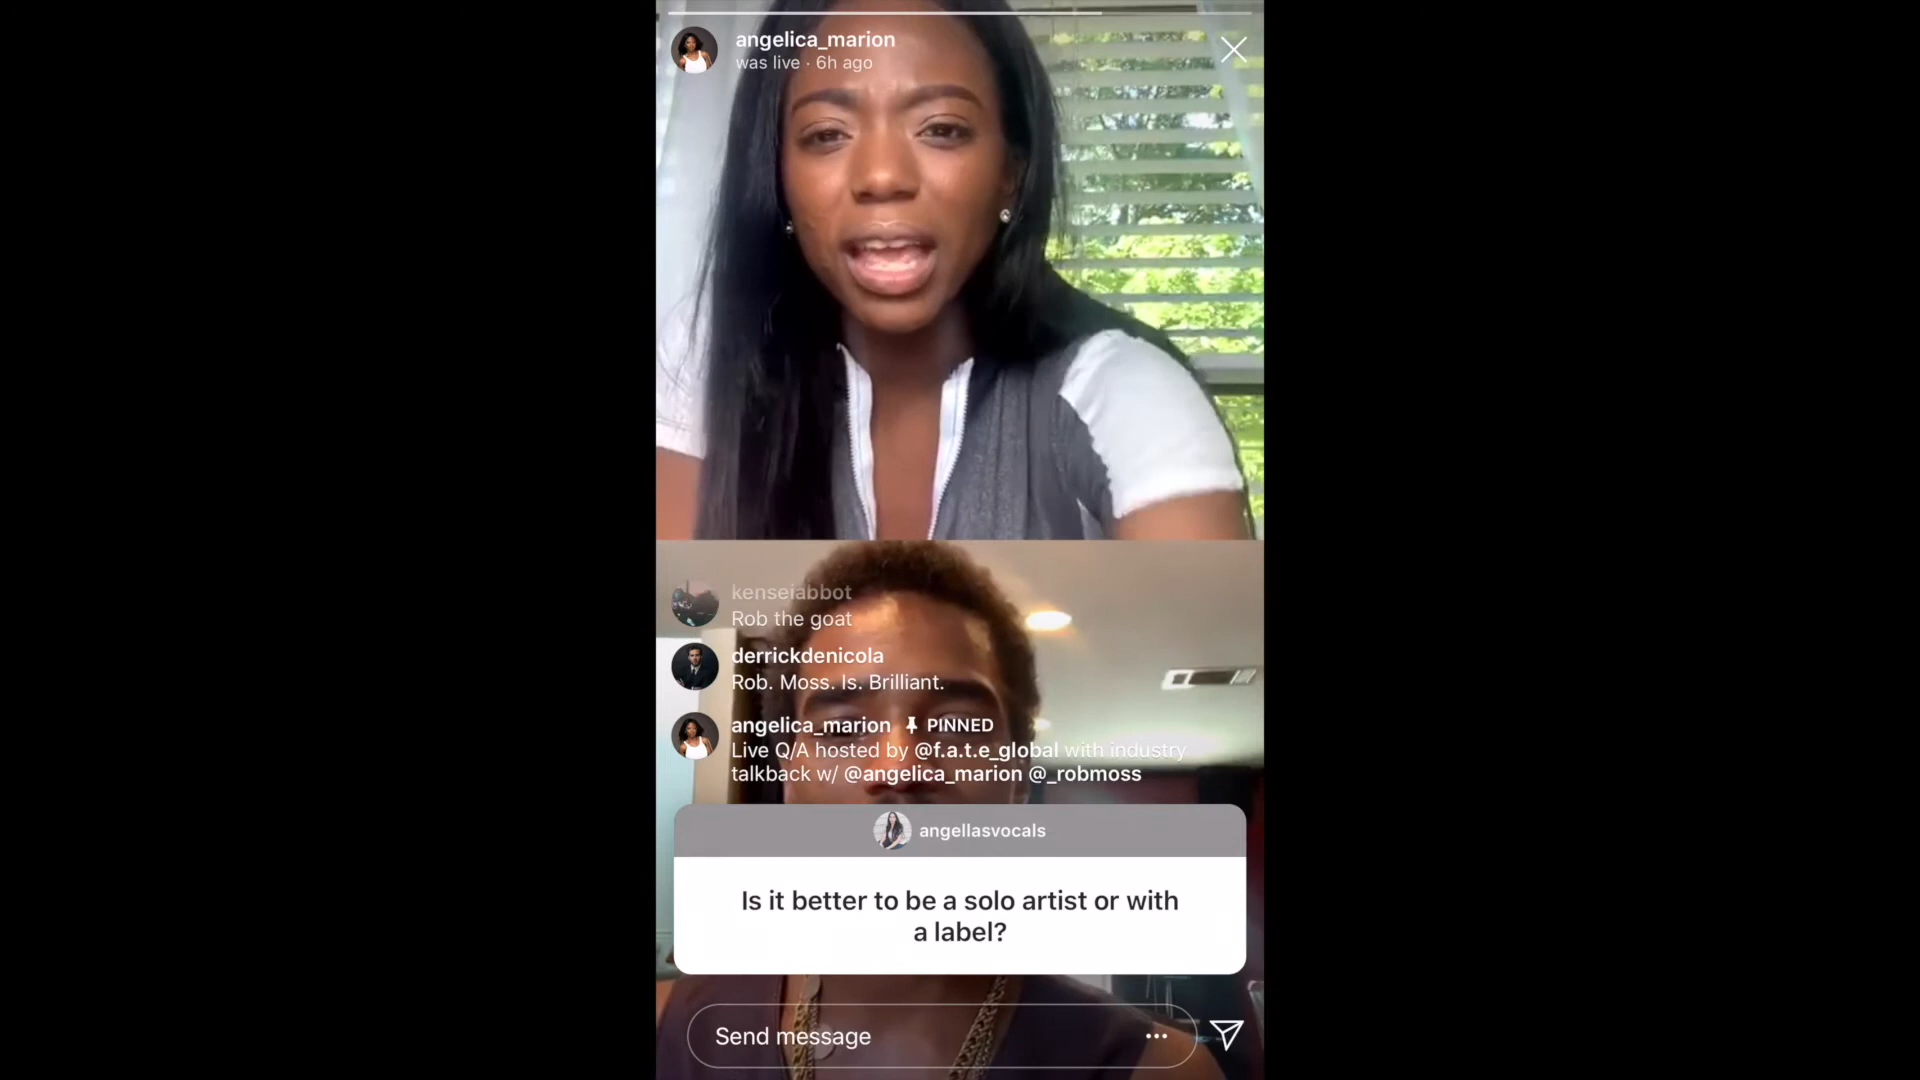 angelica_marion
was live · 6h ago
kenseiabbot
Rob the goat
derrickdenicola
Rob. Moss. Is. Brilliant.
angelica_marion PINNED
Live Q/A hosted by @f.a.t.e_global with industry
talkback w/ @angelica_marion @_robmoss
angellasvocals
Is it better to be a solo artist or with
a label?
Send message